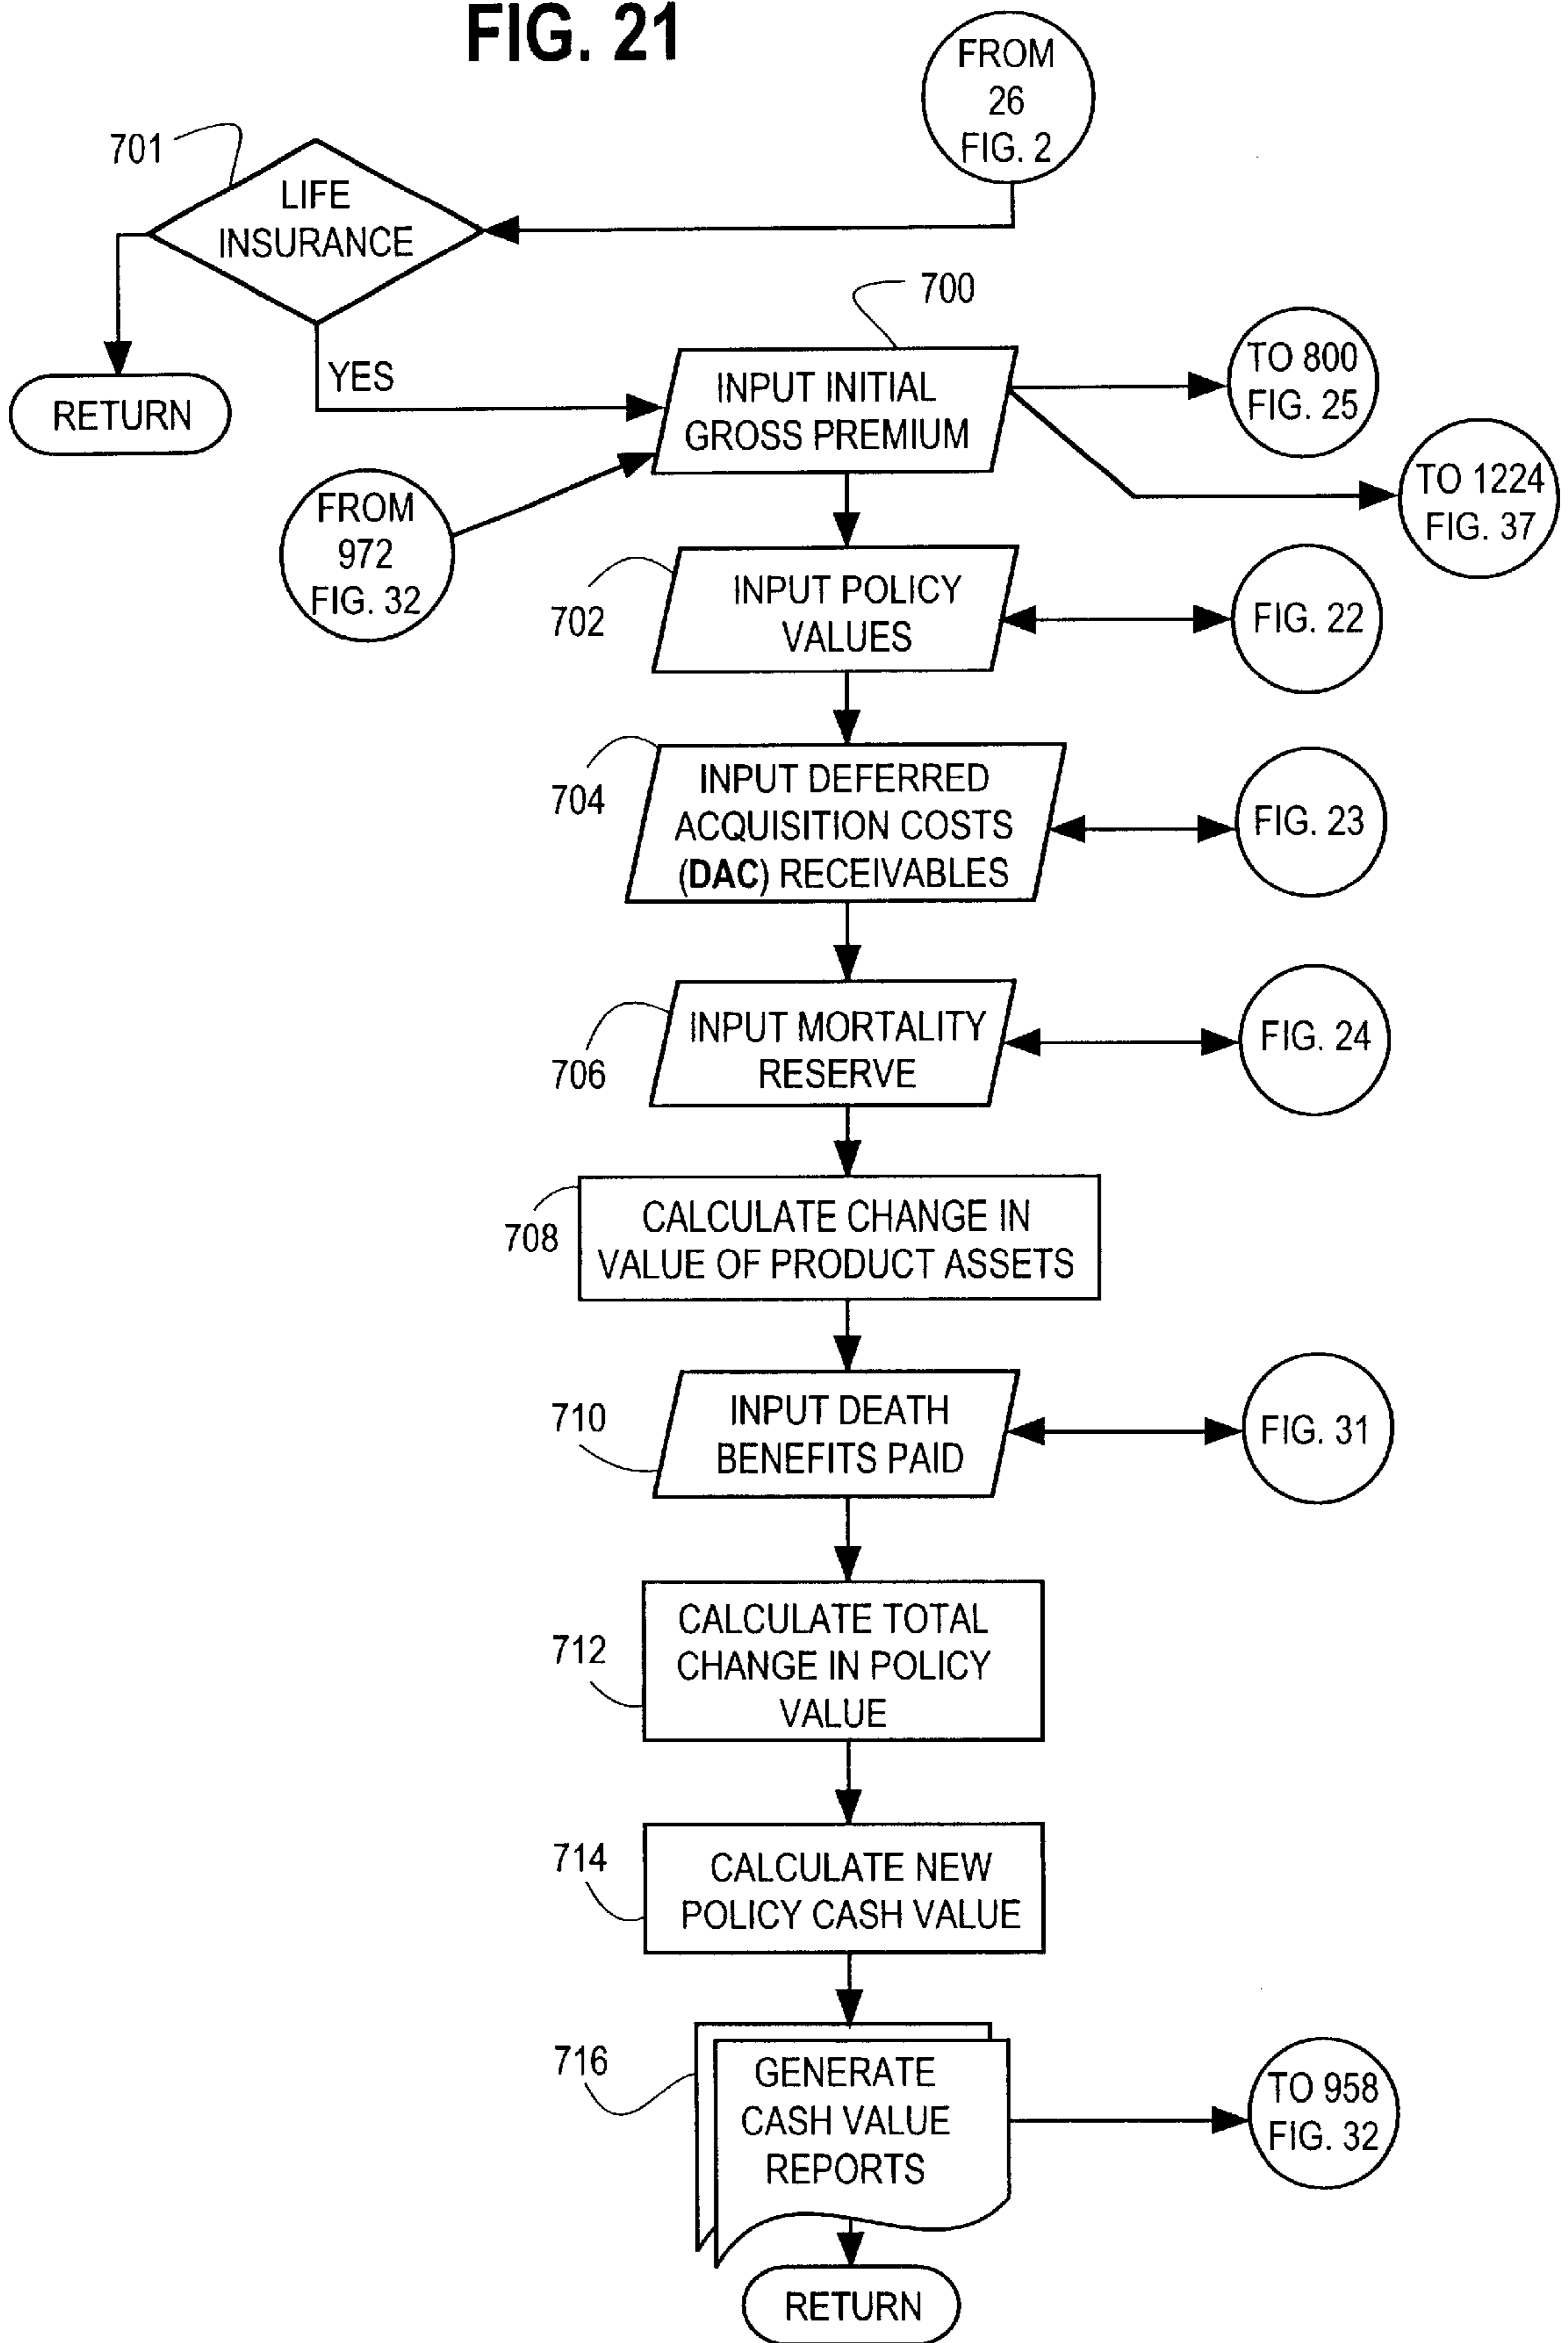 FIG. 21
FROM
26
FIG. 2
701
LIFE
INSURANCE
700
YES
RETURN
INPUT INITIAL
GROSS PREMIUM
TO 800
FIG. 25
TO 1224
FIG. 37
FROM
972
FIG. 32
702
INPUT POLICY
VALUES
FIG. 22
704
INPUT DEFERRED
ACQUISITION COSTS
(DAC) RECEIVABLES
FIG. 23
706
INPUT MORTALITY
RESERVE
FIG. 24
708
CALCULATE CHANGE IN
VALUE OF PRODUCT ASSETS
710
INPUT DEATH
BENEFITS PAID
FIG. 31
712
CALCULATE TOTAL
CHANGE IN POLICY
VALUE
714
CALCULATE NEW
POLICY CASH VALUE
716
GENERATE
CASH VALUE
REPORTS
TO 958
FIG. 32
RETURN